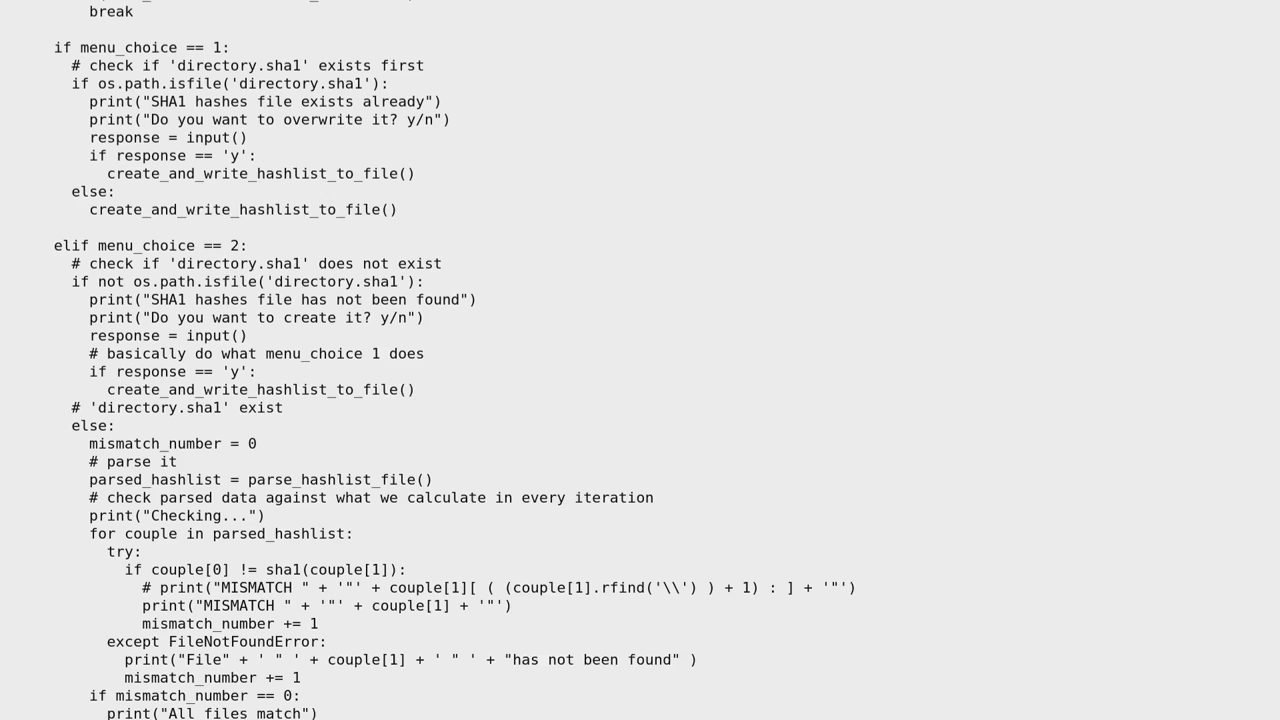 break

        if menu_choice == 1:
          # check if 'directory.sha1' exists first
          if os.path.isfile('directory.sha1'):
            print("SHA1 hashes file exists already")
            print("Do you want to overwrite it? y/n")
            response = input()
            if response == 'y':
              create_and_write_hashlist_to_file()
          else:
            create_and_write_hashlist_to_file()

        elif menu_choice == 2:
          # check if 'directory.sha1' does not exist
          if not os.path.isfile('directory.sha1'):
            print("SHA1 hashes file has not been found")
            print("Do you want to create it? y/n")
            response = input()
            # basically do what menu_choice 1 does
            if response == 'y':
              create_and_write_hashlist_to_file()
          # 'directory.sha1' exist
          else:
            mismatch_number = 0
            # parse it
            parsed_hashlist = parse_hashlist_file()
            # check parsed data against what we calculate in every iteration
            print("Checking...")
            for couple in parsed_hashlist:
              try:
                if couple[0] != sha1(couple[1]):
                  # print("MISMATCH " + '"' + couple[1][ ( (couple[1].rfind('\\') ) + 1) : ] + '"')
                  print("MISMATCH " + '"' + couple[1] + '"')
                  mismatch_number += 1
              except FileNotFoundError:
                print("File" + ' " ' + couple[1] + ' " ' + "has not been found" )
                mismatch_number += 1
            if mismatch_number == 0:
              print("All files match")